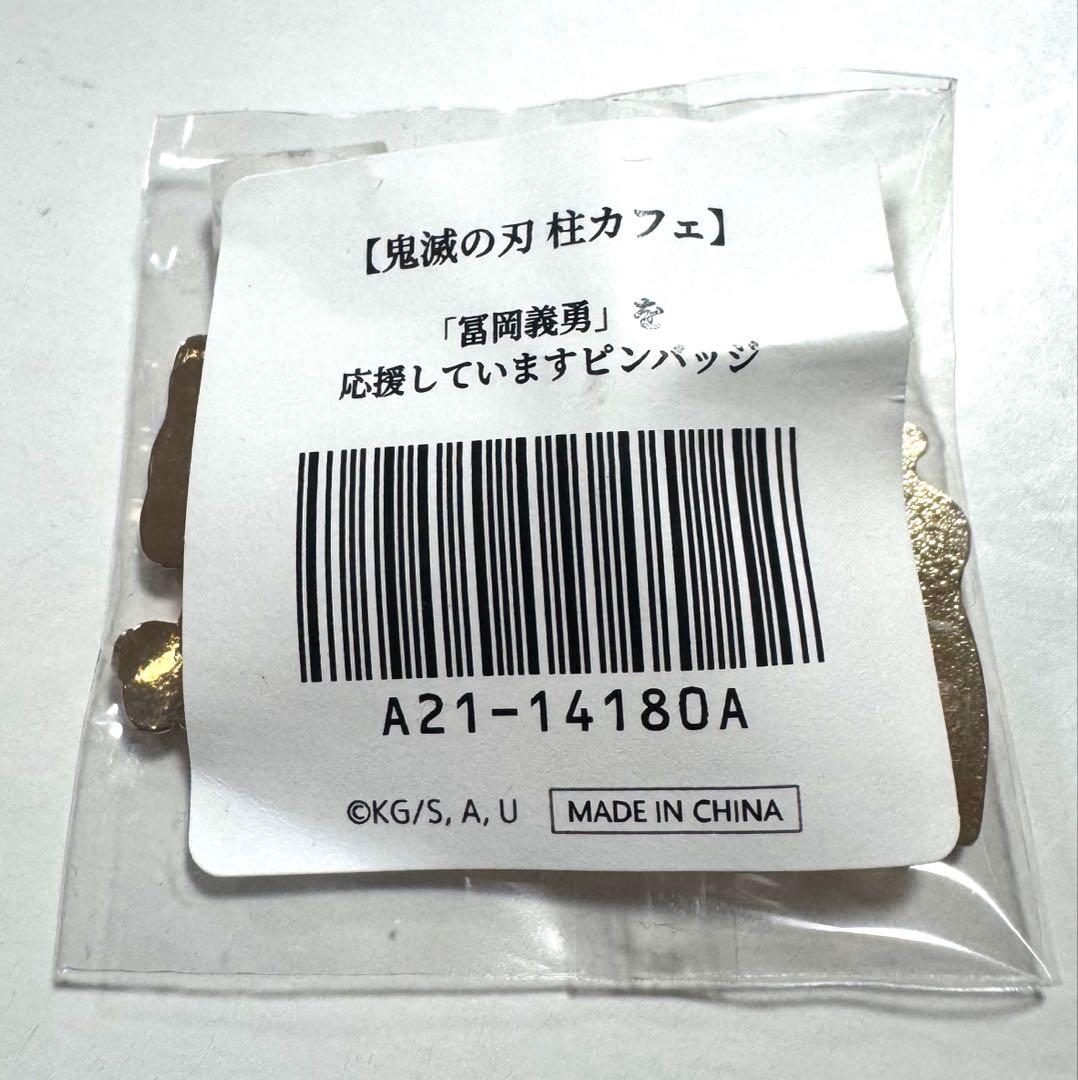 【鬼滅の刃 柱カフェ】
「冨岡義勇」を
応援していますピンバッジ
A21-14180A
©KG/S, A, U
MADE IN CHINA